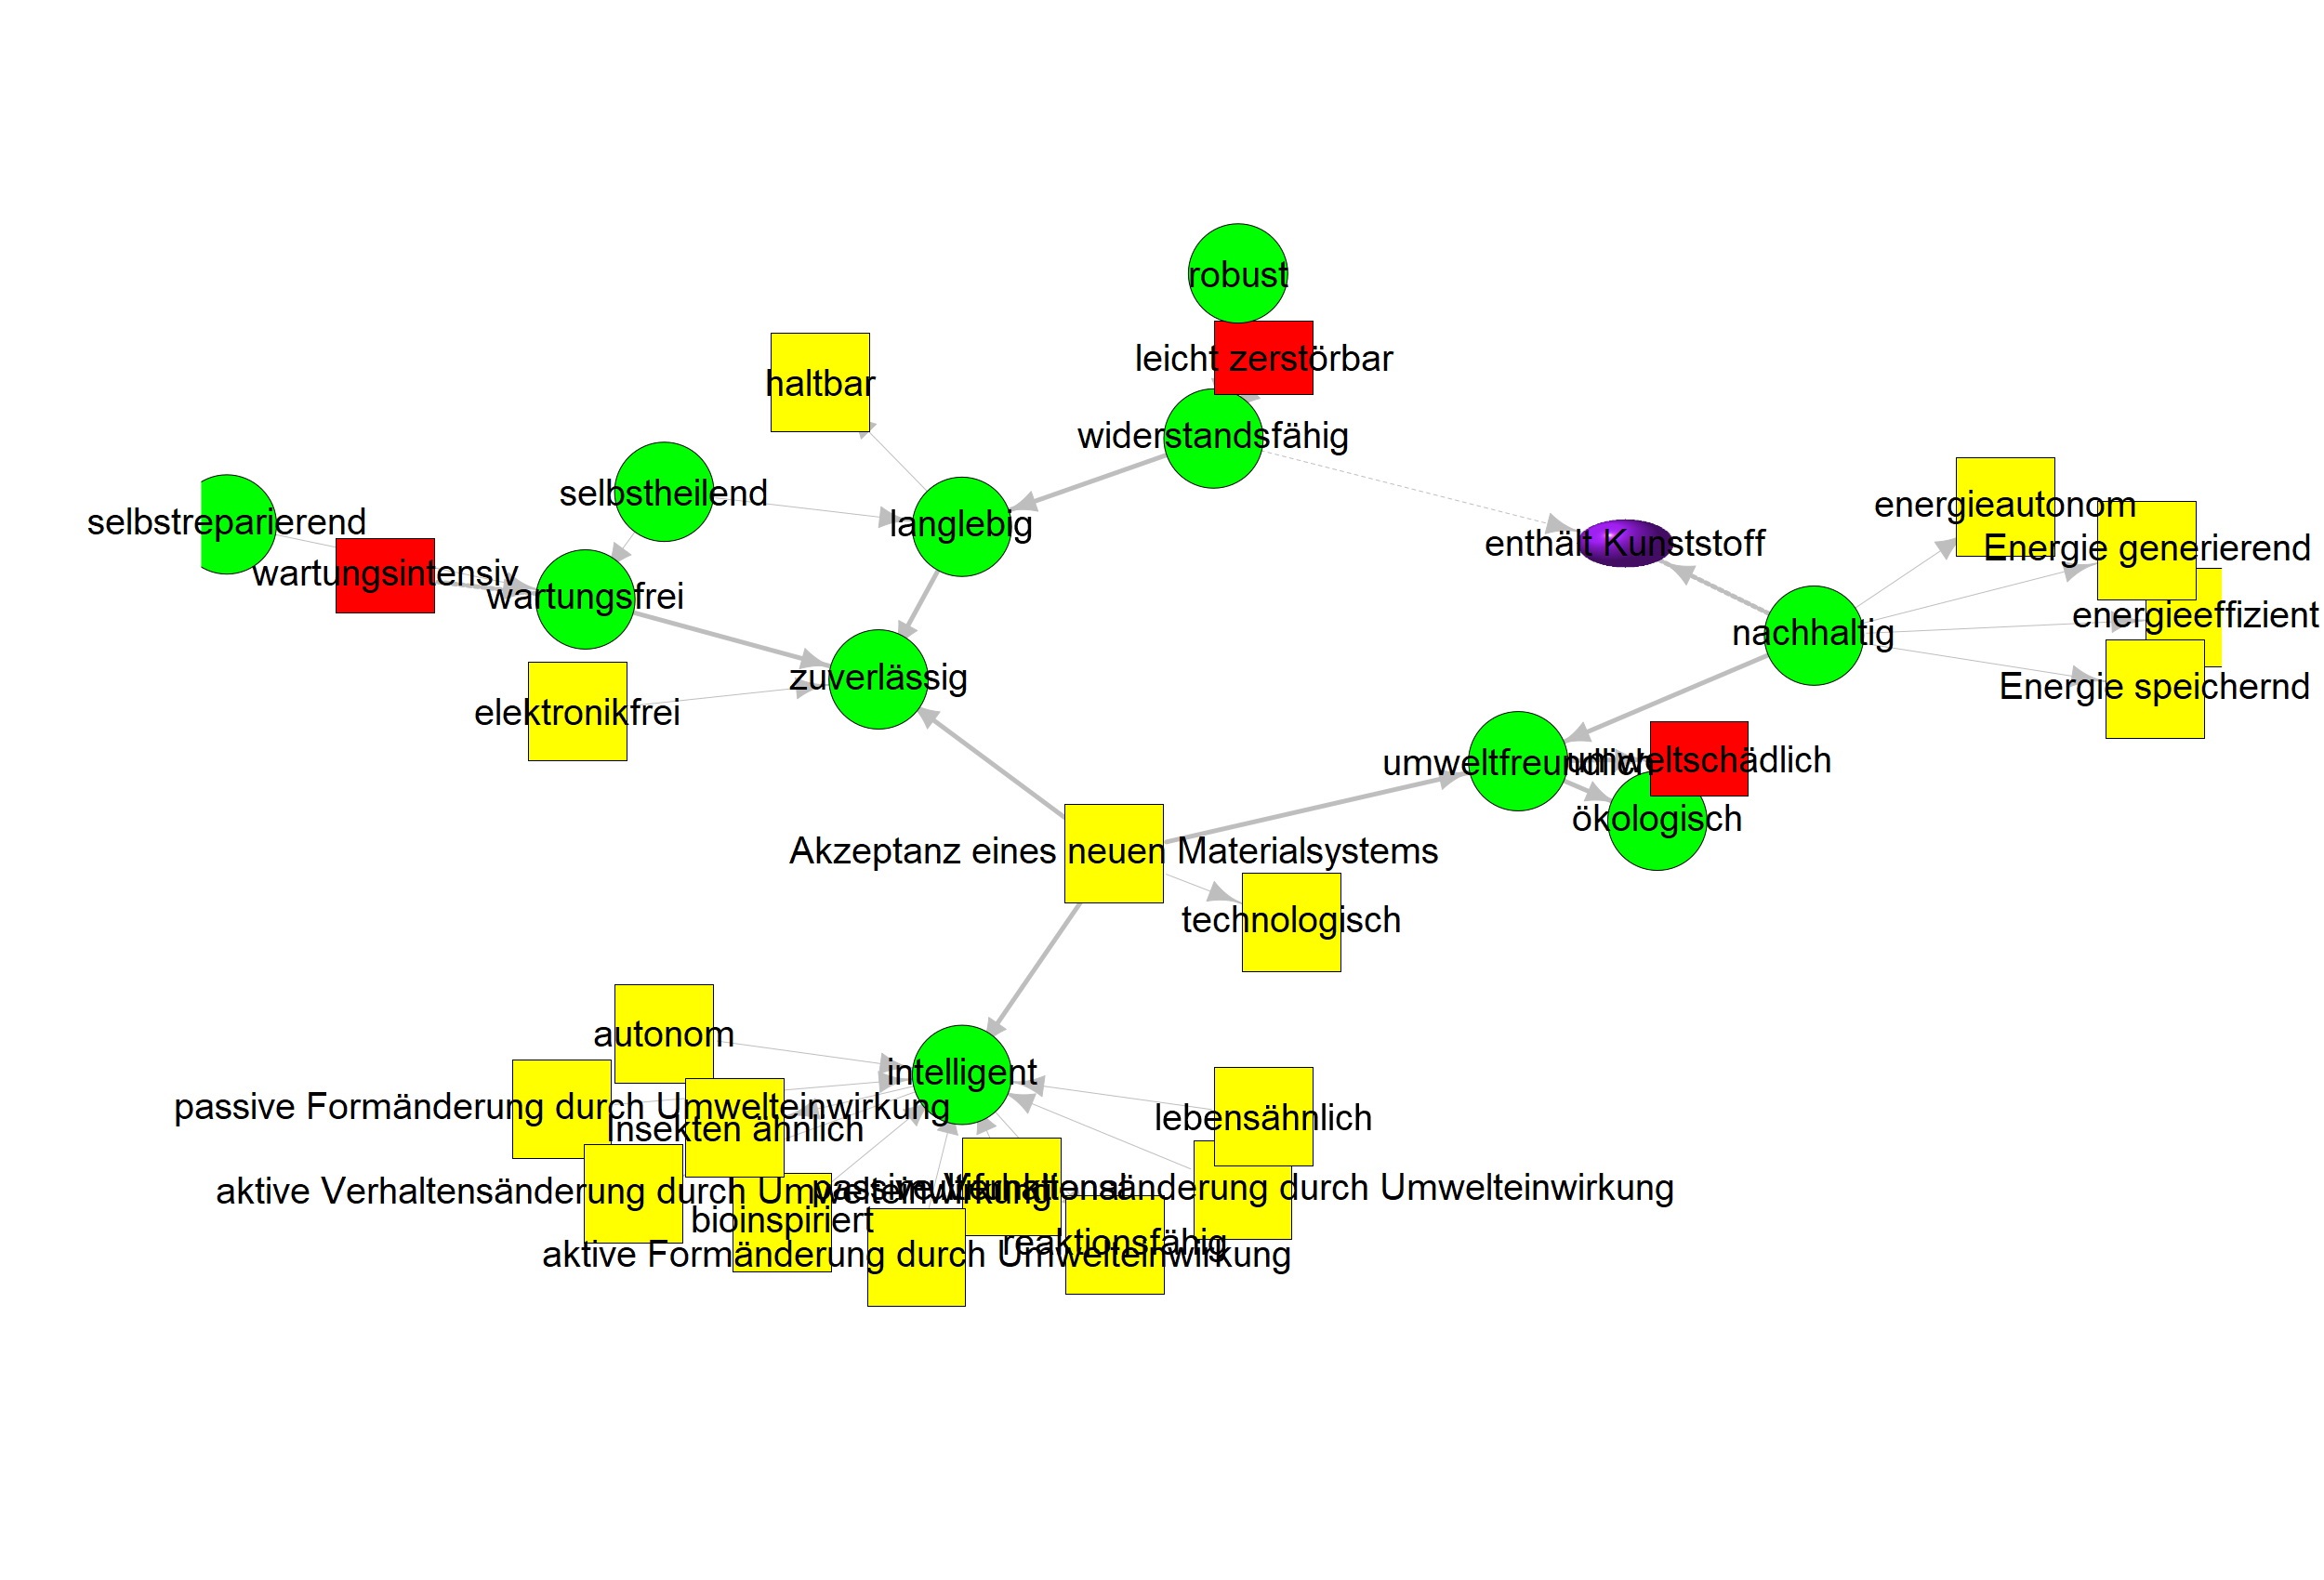 robust
leicht zerstörbar
haltbar
widerstandsfähig
selbstheilend
energieautonom
selbstreparierend
langlebig
enthält Kunststoff
Energie generierend
wartungsintensiv
wartungsfrei
energieeffizient
nachhaltig
zuverlässig
Energie speichernd
elektronikfrei
umweltfreundlich
umweltschädlich
ökologisch
Akzeptanz eines neuen Materialsystems
technologisch
autonom
intelligent
passive Formänderung durch Umwelteinwirkung
lebensähnlich
Insekten ähnlich
aktive Verhaltensänderung durch Umwelteinwirkung
passive Verhaltensänderung durch Umwelteinwirkung
bioinspiriert
reaktionsfähig
aktive Formänderung durch Umwelteinwirkung